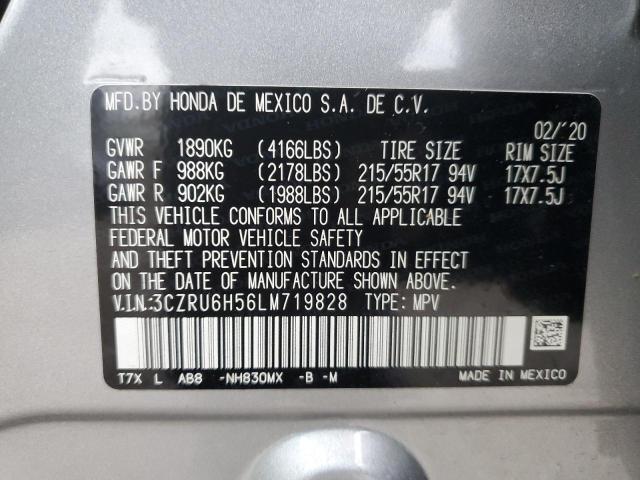 MFD. BY HONDA DE MEXICO S.A. DE C.V.
02/'20
GVWR 1890KG (4166LBS) TIRE SIZE RIM SIZE
GAWR F 988KG (2178LBS) 215/55R17 94V 17X7.5J
GAWR R 902KG (1988LBS) 215/55R17 94V 17X7.5J
THIS VEHICLE CONFORMS TO ALL APPLICABLE
FEDERAL MOTOR VEHICLE SAFETY
AND THEFT PREVENTION STANDARDS IN EFFECT
ON THE DATE OF MANUFACTURE SHOWN ABOVE.
V.I.N.:3CZRU6H56LM719828 TYPE: MPV
T7X L AB8 -NH830MX -B -M MADE IN MEXICO